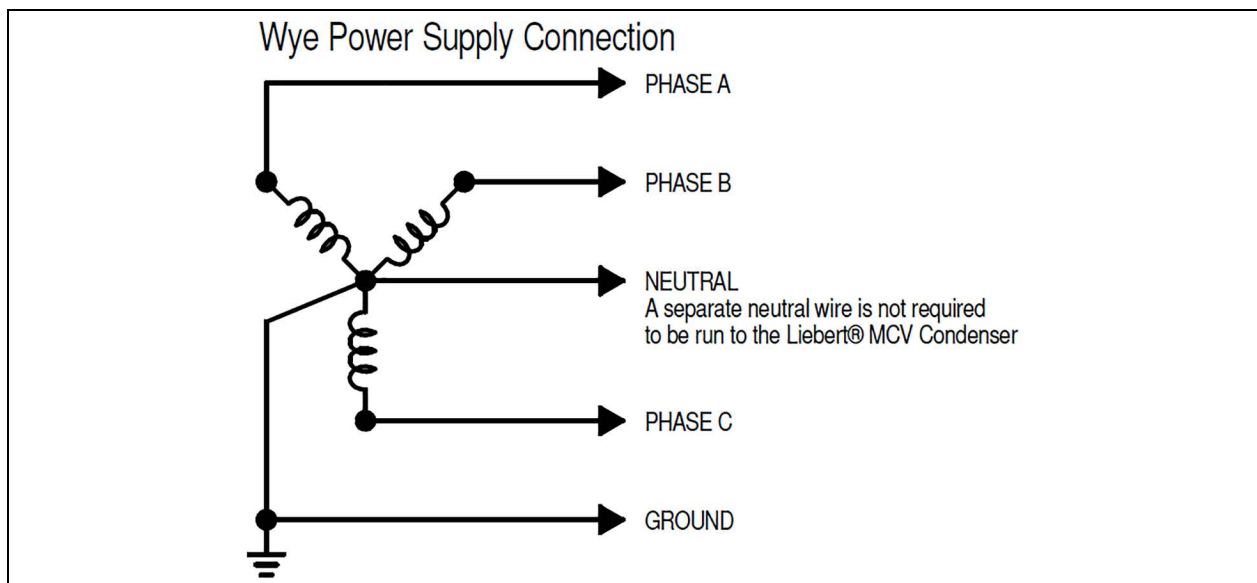 Wye Power Supply Connection
PHASE A
PHASE B
NEUTRAL
A separate neutral wire is not required
to be run to the Liebert® MCV Condenser
PHASE C
GROUND